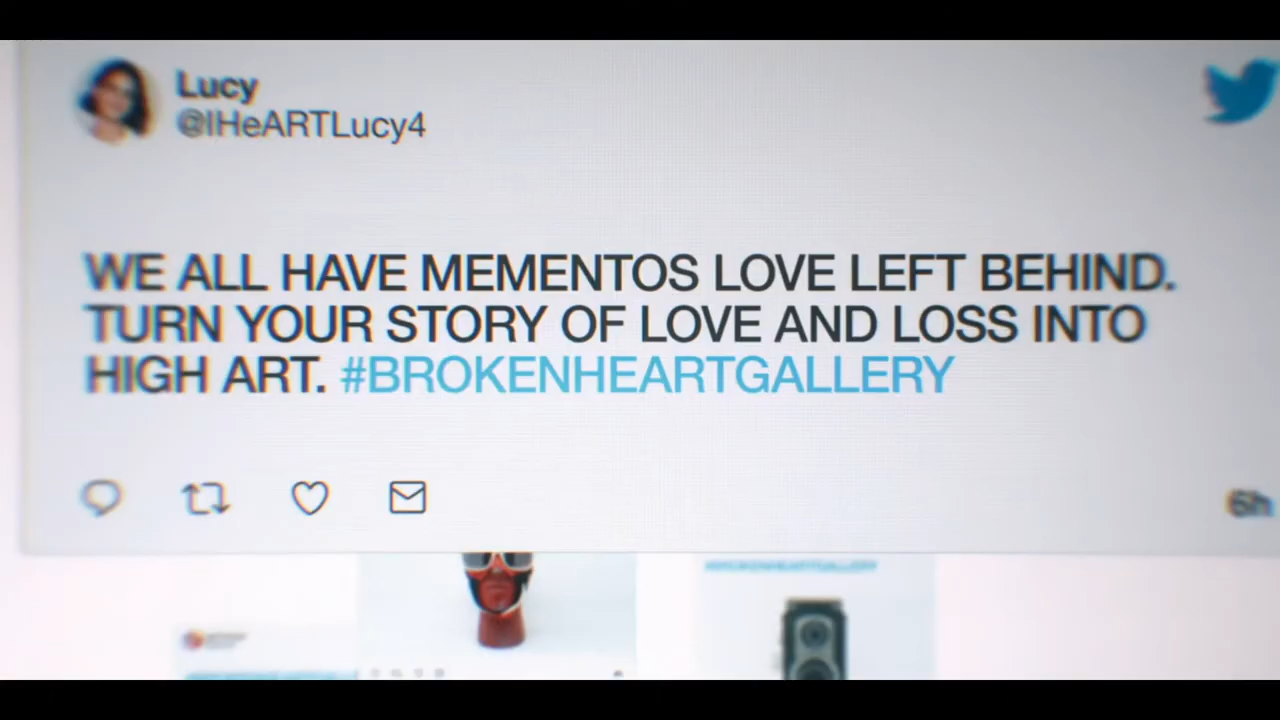 Lucy
@IHeARTLucy4
WE ALL HAVE MEMENTOS LOVE LEFT BEHIND.
TURN YOUR STORY OF LOVE AND LOSS INTO
HIGH ART. #BROKENHEARTGALLERY
6h
#BROKENHEARTGALLERY